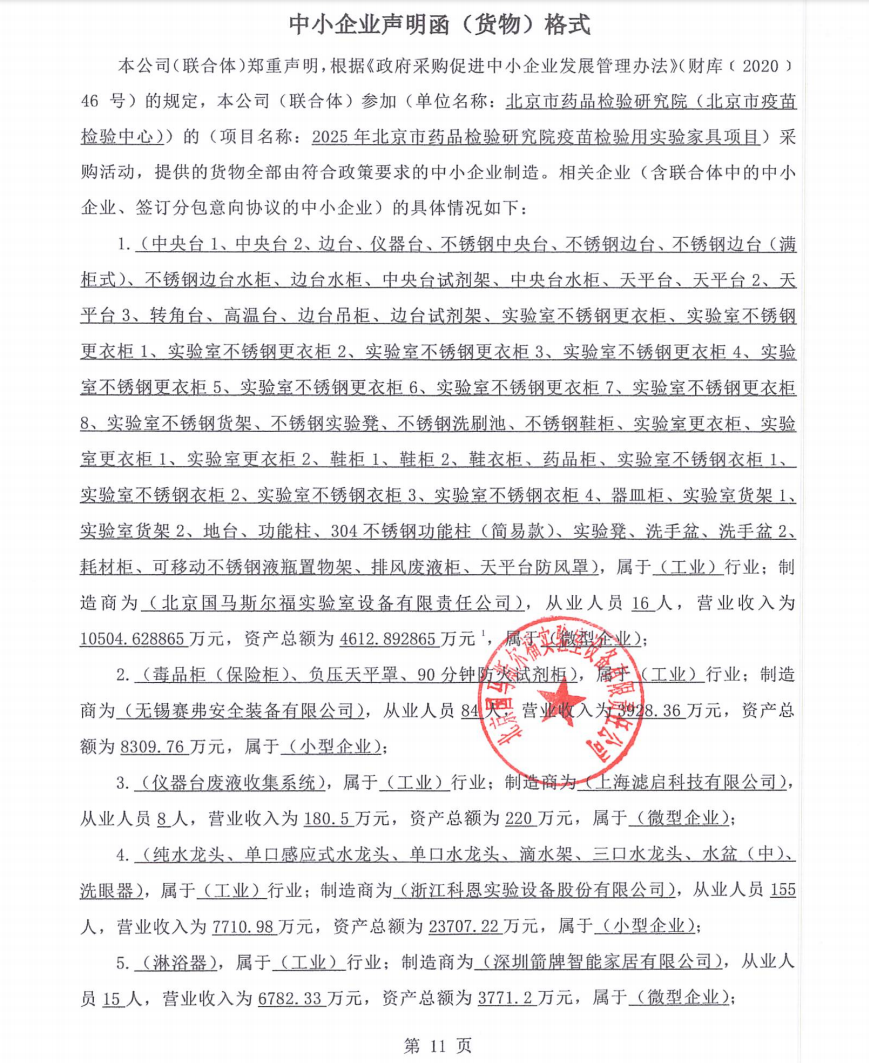 中小企业声明函（货物）格式
本公司（联合体）郑重声明，根据《政府采购促进中小企业发展管理办法》（财库﹝2020﹞
46 号）的规定，本公司（联合体）参加（单位名称：北京市药品检验研究院（北京市疫苗
检验中心））的（项目名称：2025 年北京市药品检验研究院疫苗检验用实验家具项目）采
购活动，提供的货物全部由符合政策要求的中小企业制造。相关企业（含联合体中的中小
企业、签订分包意向协议的中小企业）的具体情况如下：
1.（中央台 1、中央台 2、边台、仪器台、不锈钢中央台、不锈钢边台、不锈钢边台（满
柜式）、不锈钢边台水柜、边台水柜、中央台试剂架、中央台水柜、天平台、天平台 2、天
平台 3、转角台、高温台、边台吊柜、边台试剂架、实验室不锈钢更衣柜、实验室不锈钢
更衣柜 1、实验室不锈钢更衣柜 2、实验室不锈钢更衣柜 3、实验室不锈钢更衣柜 4、实验
室不锈钢更衣柜 5、实验室不锈钢更衣柜 6、实验室不锈钢更衣柜 7、实验室不锈钢更衣柜
8、实验室不锈钢货架、不锈钢实验凳、不锈钢洗刷池、不锈钢鞋柜、实验室更衣柜、实验
室更衣柜 1、实验室更衣柜 2、鞋柜 1、鞋柜 2、鞋衣柜、药品柜、实验室不锈钢衣柜 1、
实验室不锈钢衣柜 2、实验室不锈钢衣柜 3、实验室不锈钢衣柜 4、器皿柜、实验室货架 1、
实验室货架 2、地台、功能柱、304 不锈钢功能柱（简易款）、实验凳、洗手盆、洗手盆 2、
耗材柜、可移动不锈钢液瓶置物架、排风废液柜、天平台防风罩），属于（工业）行业；制
造商为（北京国马斯尔福实验室设备有限责任公司），从业人员 16 人，营业收入为
10504.628865 万元，资产总额为 4612.892865 万元¹，属于（微型企业）；
2.（毒品柜（保险柜）、负压天平罩、90 分钟防火试剂柜），属于（工业）行业；制造
商为（无锡赛弗安全装备有限公司），从业人员 84 人，营业收入为 928.36 万元，资产总
额为 8309.76 万元，属于（小型企业）；
3.（仪器台废液收集系统），属于（工业）行业；制造商为（上海滤启科技有限公司），
从业人员 8 人，营业收入为 180.5 万元，资产总额为 220 万元，属于（微型企业）；
4.（纯水龙头、单口感应式水龙头、单口水龙头、滴水架、三口水龙头、水盆（中）、
洗眼器），属于（工业）行业；制造商为（浙江科恩实验设备股份有限公司），从业人员 155
人，营业收入为 7710.98 万元，资产总额为 23707.22 万元，属于（小型企业）；
5.（淋浴器），属于（工业）行业；制造商为（深圳箭牌智能家居有限公司），从业人
员 15 人，营业收入为 6782.33 万元，资产总额为 3771.2 万元，属于（微型企业）；
北京国马斯尔福实验室设备有限责任公司
第 11 页